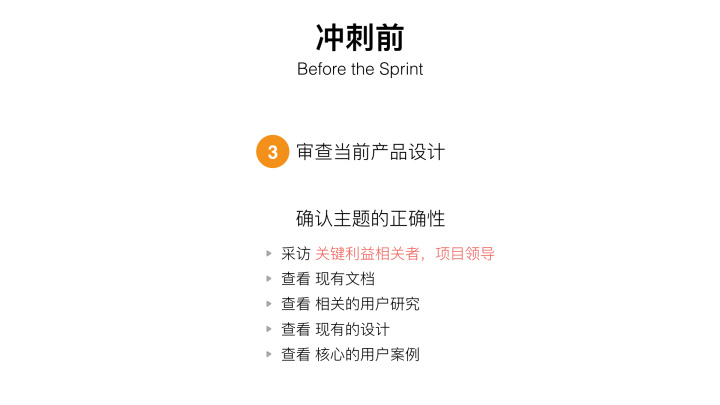 冲刺前
Before the Sprint
3 审查当前产品设计
确认主题的正确性
采访 关键利益相关者，项目领导
查看 现有文档
查看 相关的用户研究
查看 现有的设计
查看 核心的用户案例